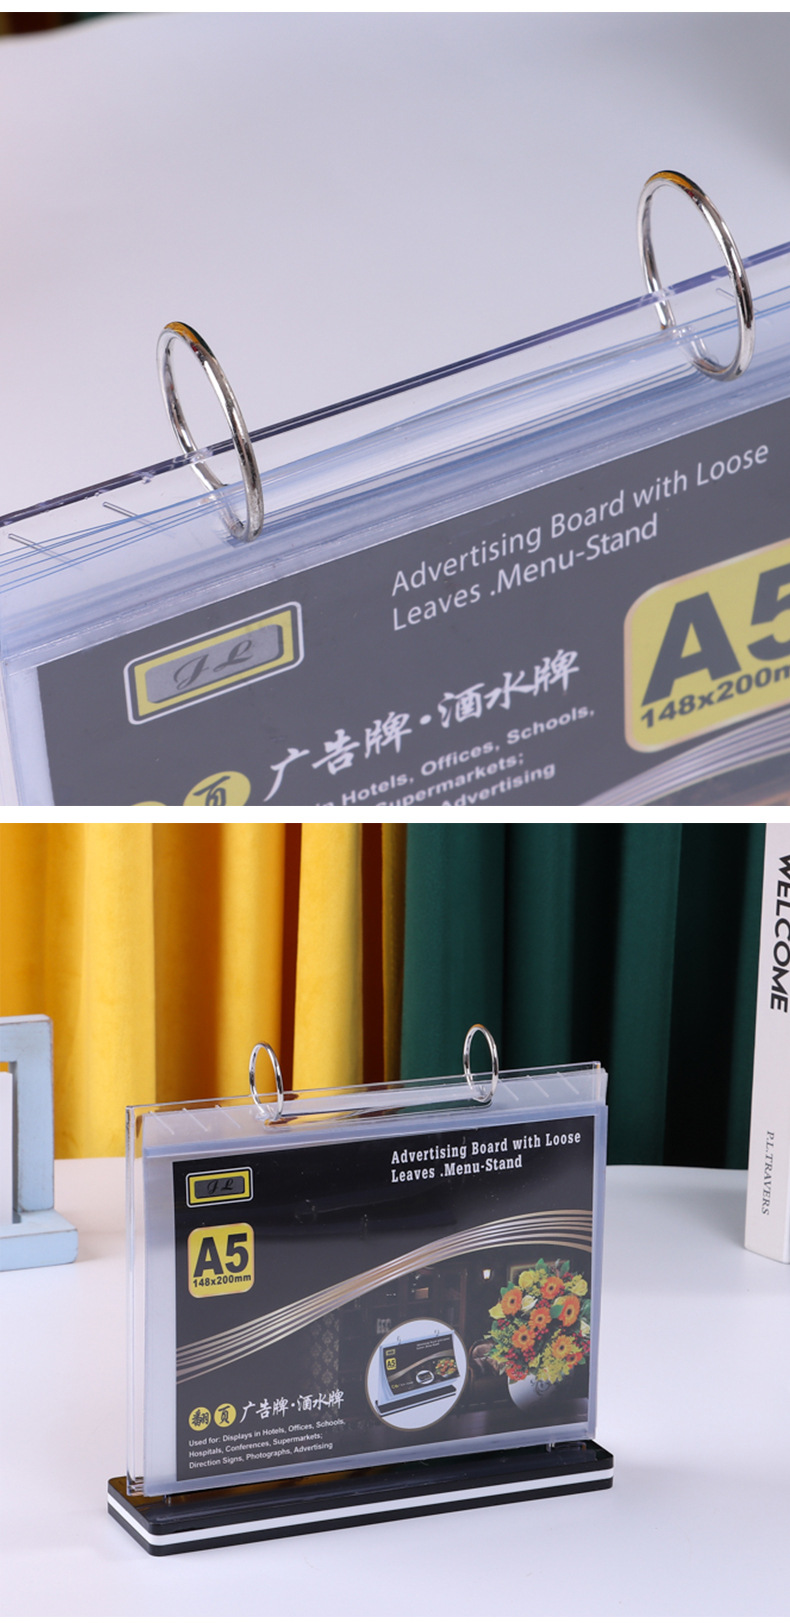 Advertising Board with Loose
Leaves .Menu-Stand
JL
A5
148x200m
广告牌·酒水牌
页
in Hotels, Offices, Schools,
Supermarkets;
Advertising
WELCOME
P.L.TRAVERS
Advertising Board with Loose
Leaves .Menu-Stand
JL
A5
148x200mm
A5
翻页 广告牌·酒水牌
Used for: Displays in Hotels, Offices, Schools,
Hospitals, Conferences, Supermarkets;
Direction Signs, Photographs, Advertising